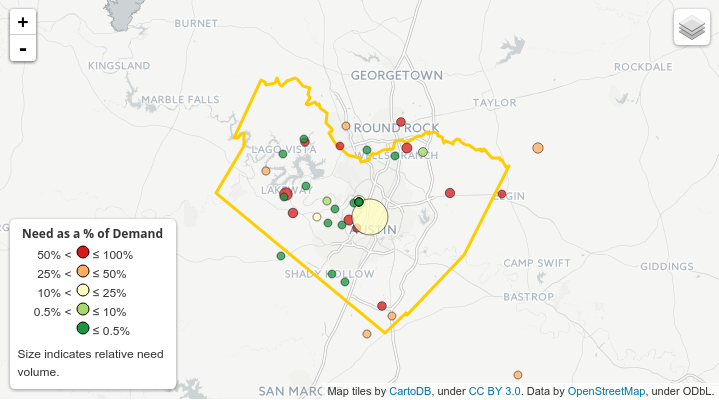 +
-
BURNET
KINGSLAND
GEORGETOWN
ROCKDALE
MARBLE FALLS
TAYLOR
ROUND ROCK
LAGO VISTA
WELLS RANCH
LAKEWAY
ELGIN
AUSTIN
CAMP SWIFT
GIDDINGS
SHADY HOLLOW
BASTROP
SAN MARC
Need as a % of Demand
50% < ≤ 100%
25% < ≤ 50%
10% < ≤ 25%
0.5% < ≤ 10%
≤ 0.5%
Size indicates relative need
volume.
Map tiles by CartoDB, under CC BY 3.0. Data by OpenStreetMap, under ODbL.